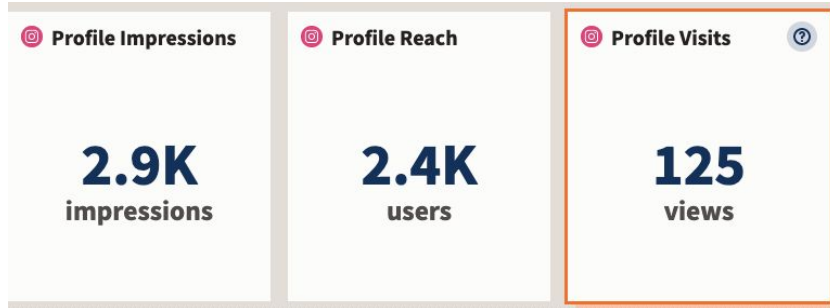 Profile Impressions
2.9K
impressions
Profile Reach
2.4K
users
Profile Visits
?
125
views